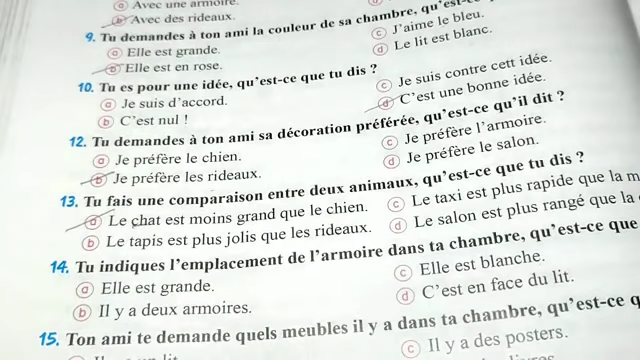 ⓐ Avec une armoire.
ⓑ Avec des rideaux.
9. Tu demandes à ton ami la couleur de sa chambre, qu'est-ce
ⓐ Elle est grande. ⓒ J'aime le bleu.
ⓑ Elle est en rose. ⓓ Le lit est blanc.
10. Tu es pour une idée, qu'est-ce que tu dis ?
ⓐ Je suis d'accord. ⓒ Je suis contre cett idée.
ⓑ C'est nul ! ⓓ C'est une bonne idée.
12. Tu demandes à ton ami sa décoration préférée, qu'est-ce qu'il dit ?
ⓐ Je préfère le chien. ⓒ Je préfère l'armoire.
ⓑ Je préfère les rideaux. ⓓ Je préfère le salon.
13. Tu fais une comparaison entre deux animaux, qu'est-ce que tu dis ?
ⓐ Le chat est moins grand que le chien. ⓒ Le taxi est plus rapide que la m
ⓑ Le tapis est plus jolis que les rideaux. ⓓ Le salon est plus rangé que la
14. Tu indiques l'emplacement de l'armoire dans ta chambre, qu'est-ce que
ⓐ Elle est grande. ⓒ Elle est blanche.
ⓑ Il y a deux armoires. ⓓ C'est en face du lit.
15. Ton ami te demande quels meubles il y a dans ta chambre, qu'est-ce q
ⓒ Il y a des posters.